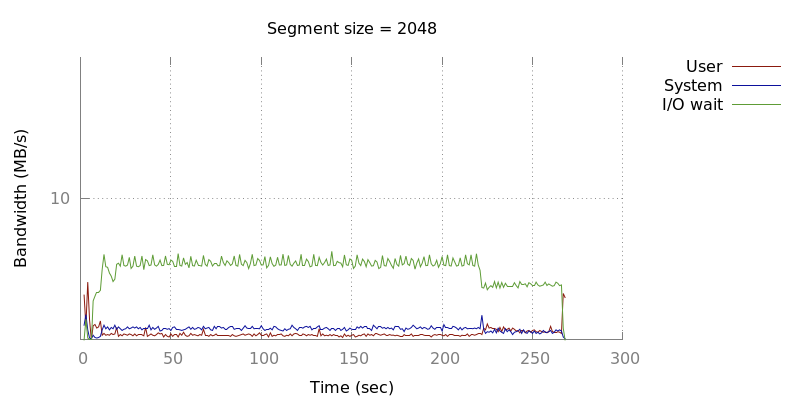 Segment size = 2048
User
System
I/O wait
Bandwidth (MB/s)
10
0 50 100 150 200 250 300
Time (sec)